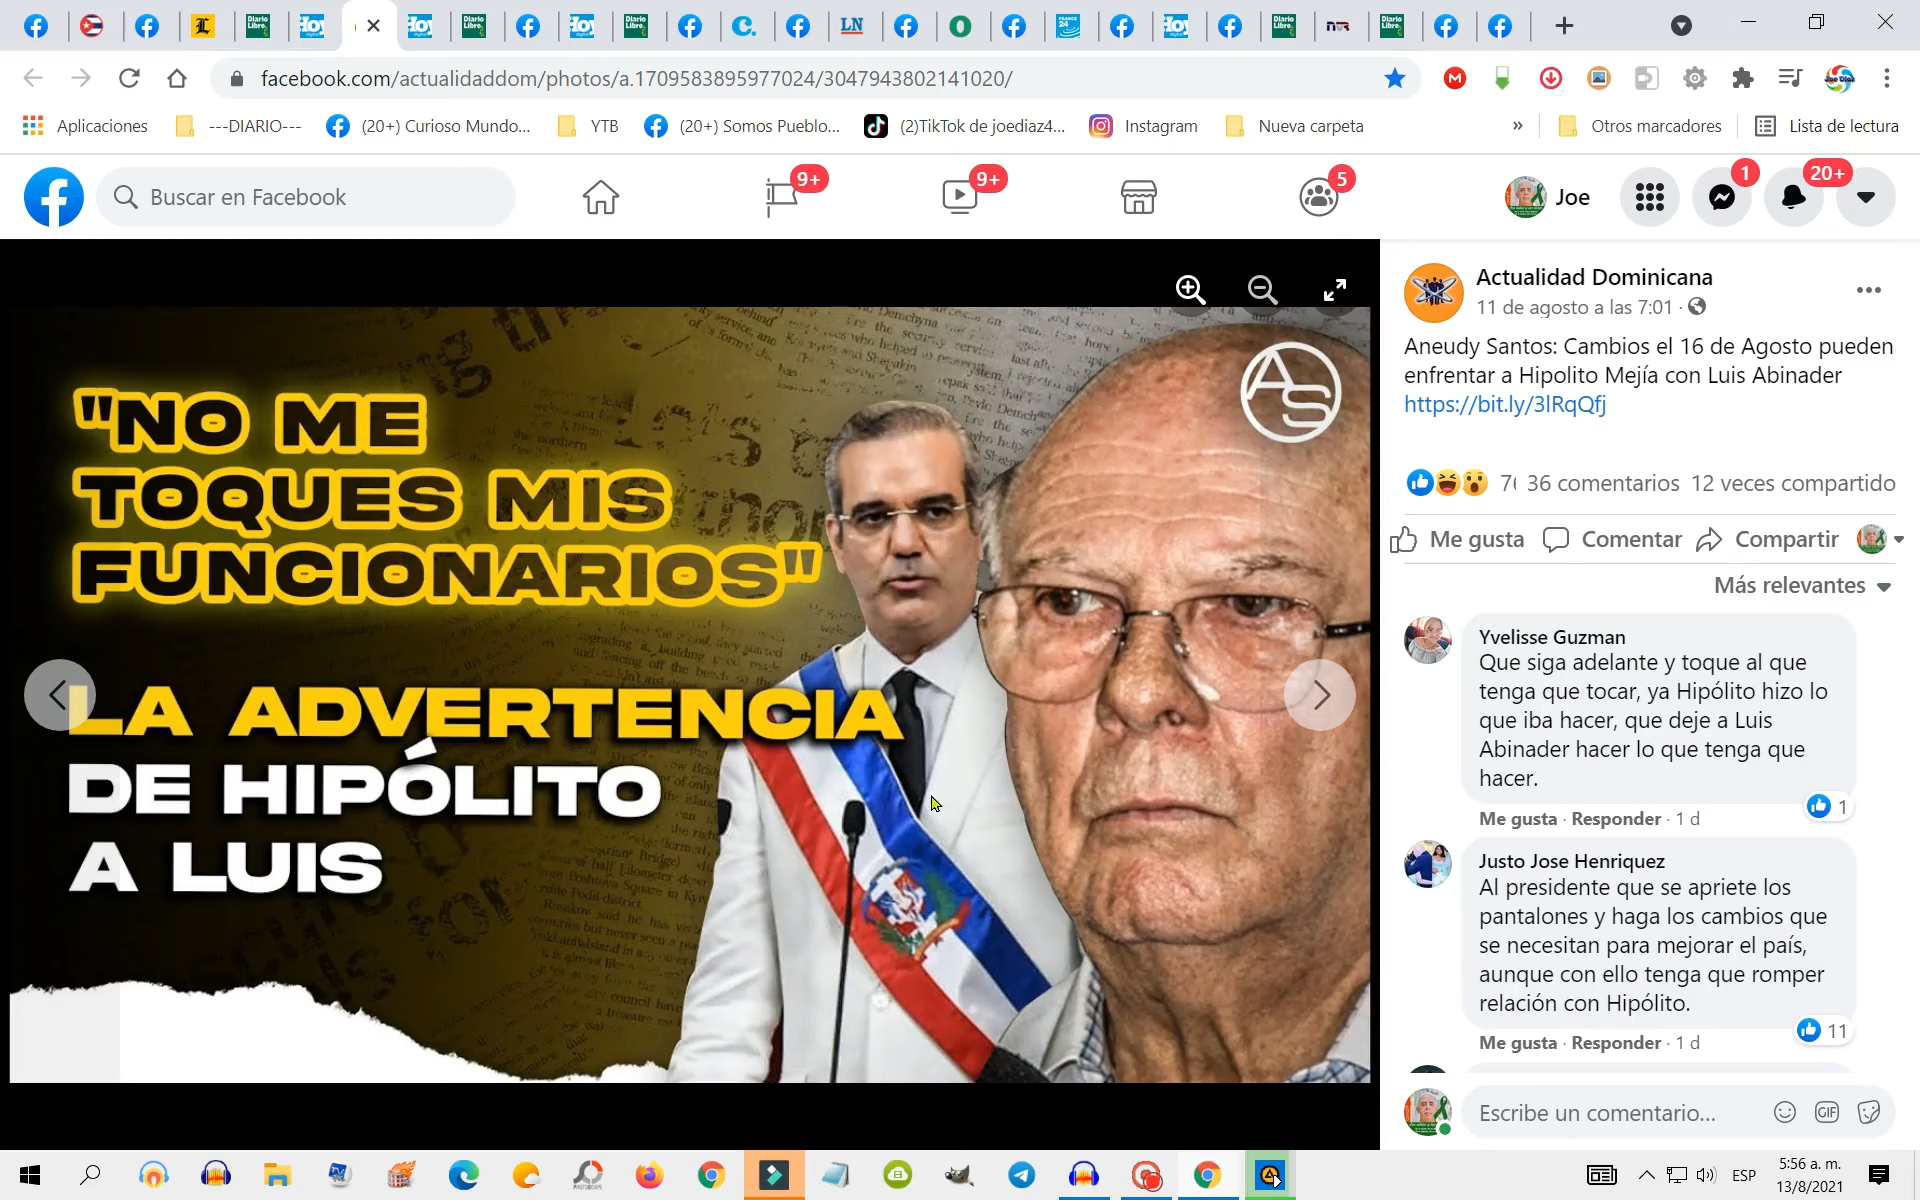 facebook.com/actualidaddom/photos/a.1709583895977024/3047943802141020/
Aplicaciones
---DIARIO---
(20+) Curioso Mundo...
YTB
(20+) Somos Pueblo...
(2)TikTok de joediaz4...
Instagram
Nueva carpeta
»
Otros marcadores
Lista de lectura
Buscar en Facebook
9+
9+
5
Joe
1
20+
"NO ME
TOQUES MIS
FUNCIONARIOS"
LA ADVERTENCIA
DE HIPÓLITO
A LUIS
AS
Actualidad Dominicana
11 de agosto a las 7:01 ·
Aneudy Santos: Cambios el 16 de Agosto pueden
enfrentar a Hipolito Mejía con Luis Abinader
https://bit.ly/3lRqQfj
36 comentarios 12 veces compartido
Me gusta Comentar Compartir
Más relevantes
Yvelisse Guzman
Que siga adelante y toque al que
tenga que tocar, ya Hipólito hizo lo
que iba hacer, que deje a Luis
Abinader hacer lo que tenga que
hacer.
1
Me gusta · Responder · 1 d
Justo Jose Henriquez
Al presidente que se apriete los
pantalones y haga los cambios que
se necesitan para mejorar el país,
aunque con ello tenga que romper
relación con Hipólito.
11
Me gusta · Responder · 1 d
Escribe un comentario...
GIF
ESP
5:56 a. m.
13/8/2021